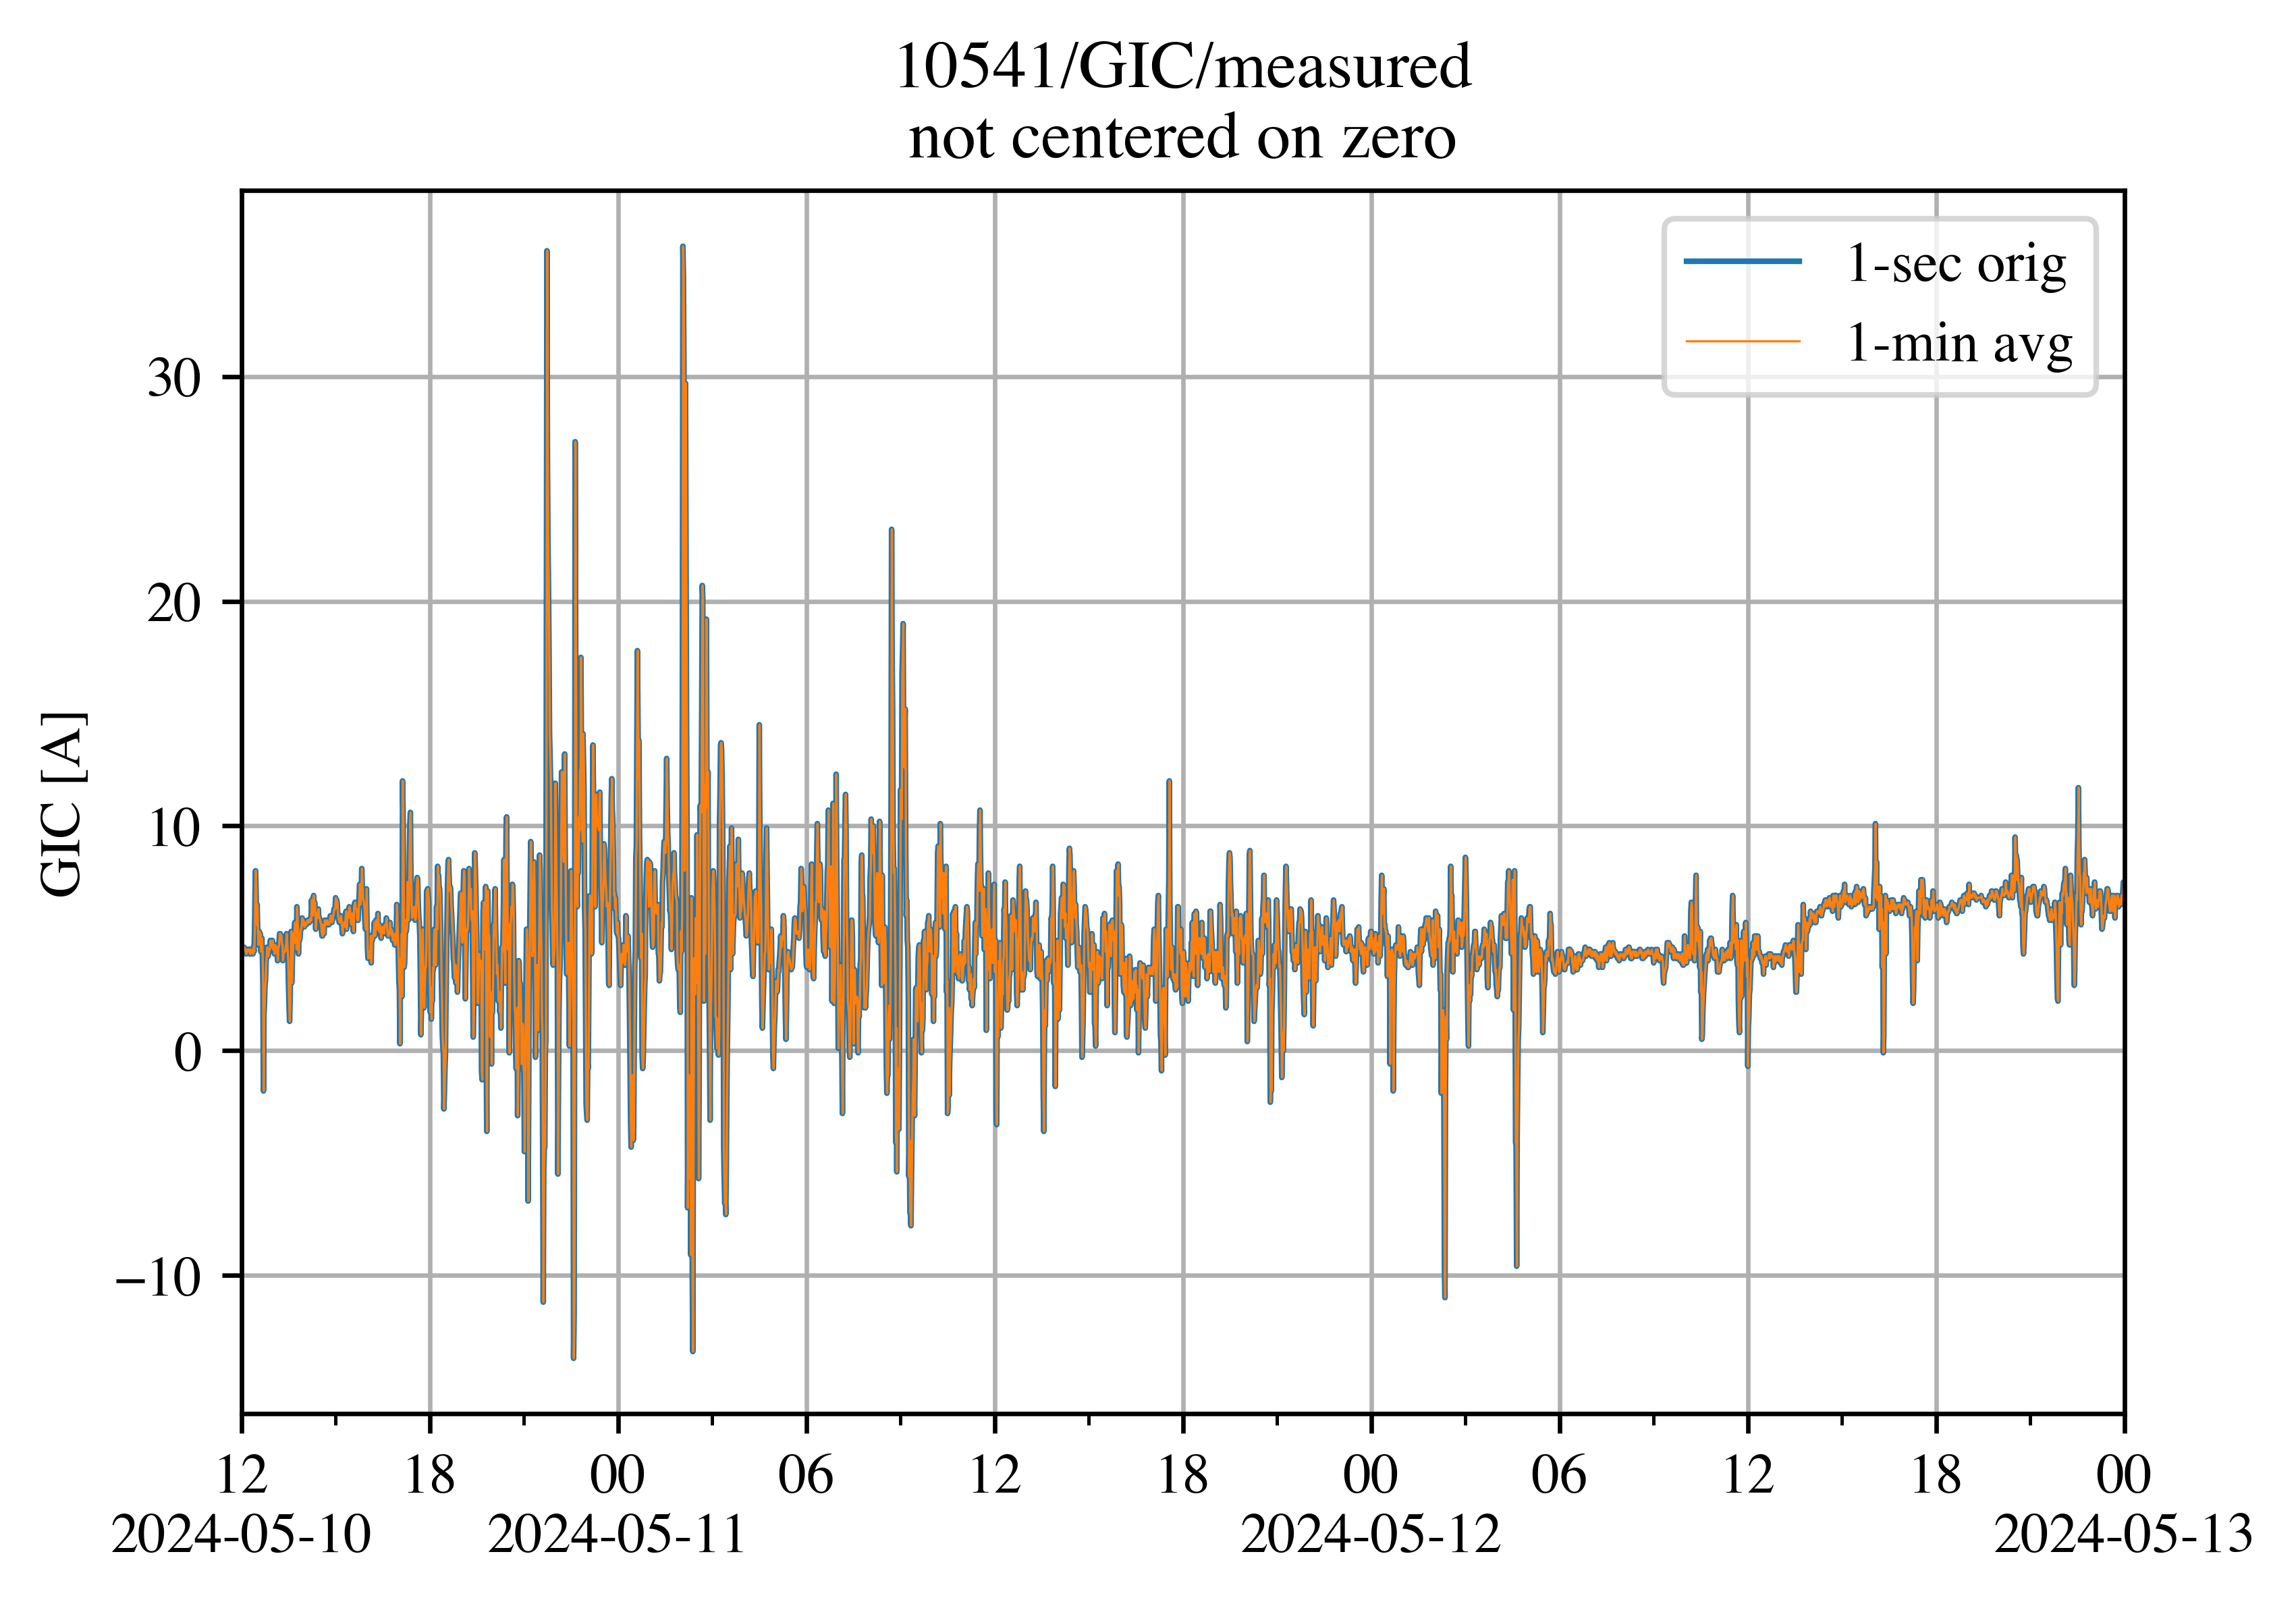 10541/GIC/measured
not centered on zero
1-sec orig
1-min avg
GIC [A]
30
20
10
0
−10
12 18 00 06 12 18 00 06 12 18 00
2024-05-10 2024-05-11 2024-05-12 2024-05-13